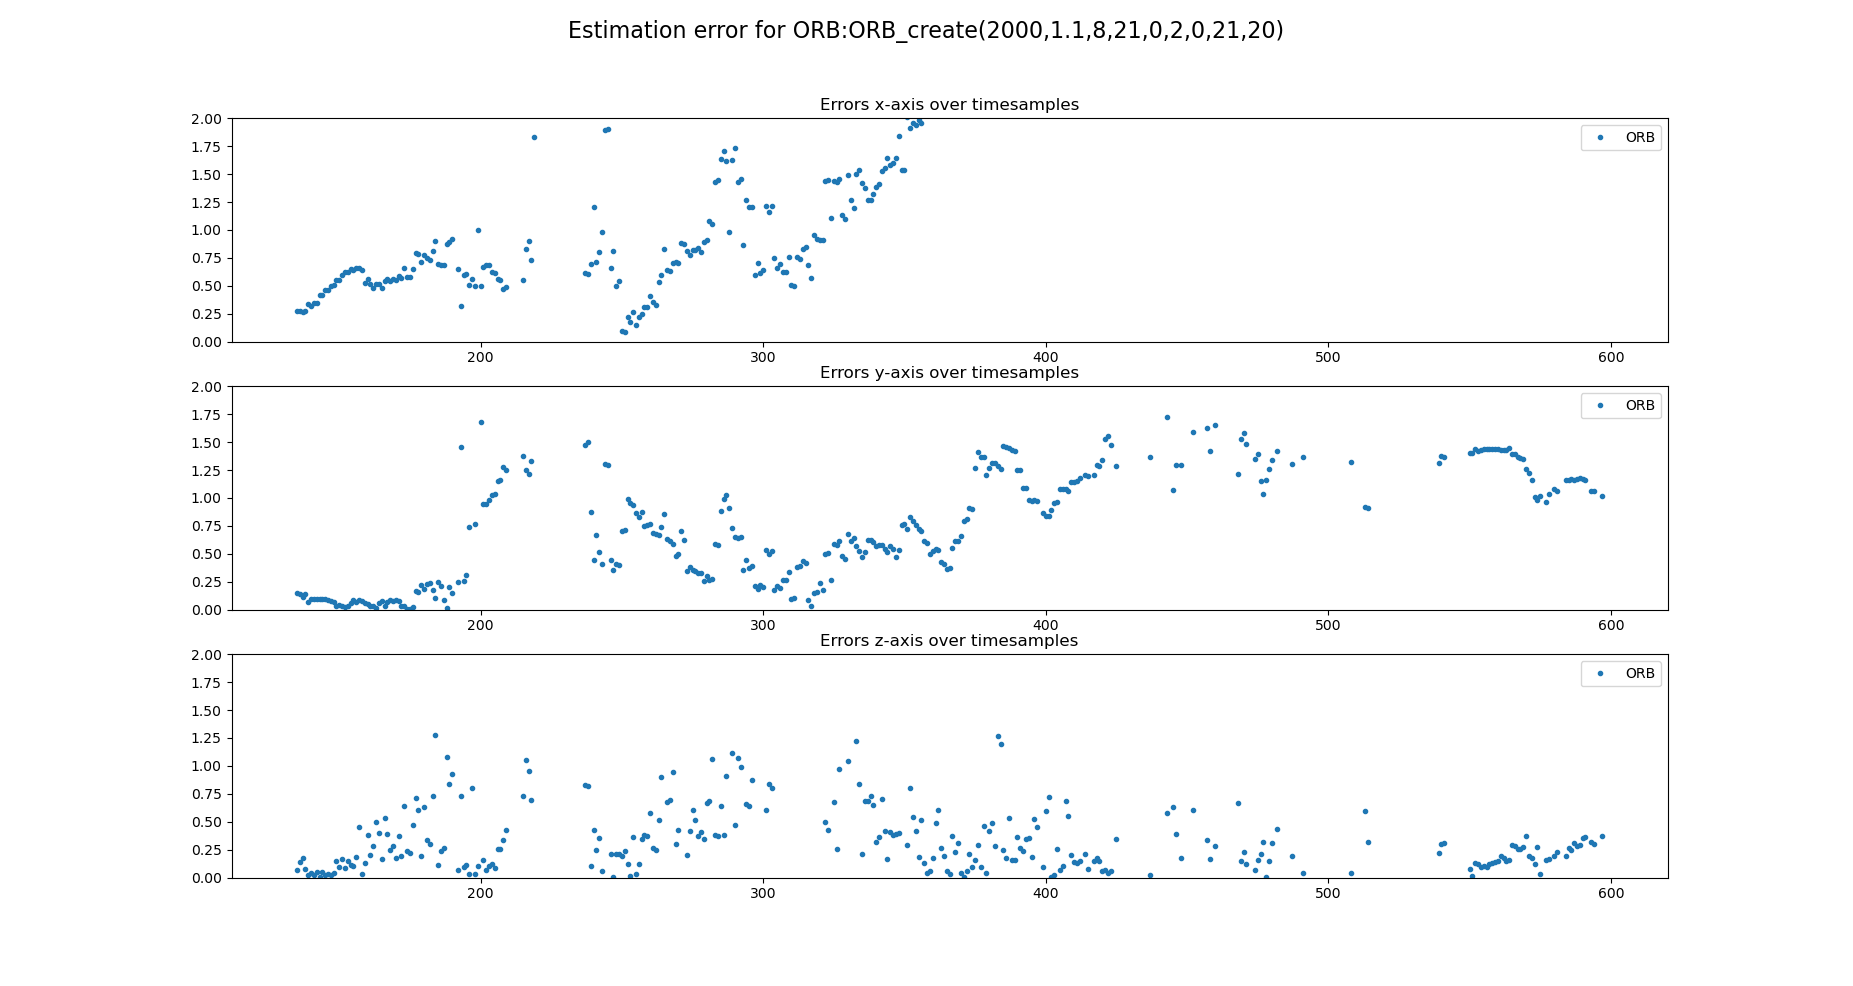 Estimation error for ORB:ORB_create(2000,1.1,8,21,0,2,0,21,20)
Errors x-axis over timesamples
2.00
1.75
1.50
1.25
1.00
0.75
0.50
0.25
0.00
ORB
200 300 400 500 600
Errors y-axis over timesamples
2.00
1.75
1.50
1.25
1.00
0.75
0.50
0.25
0.00
ORB
200 300 400 500 600
Errors z-axis over timesamples
2.00
1.75
1.50
1.25
1.00
0.75
0.50
0.25
0.00
ORB
200 300 400 500 600